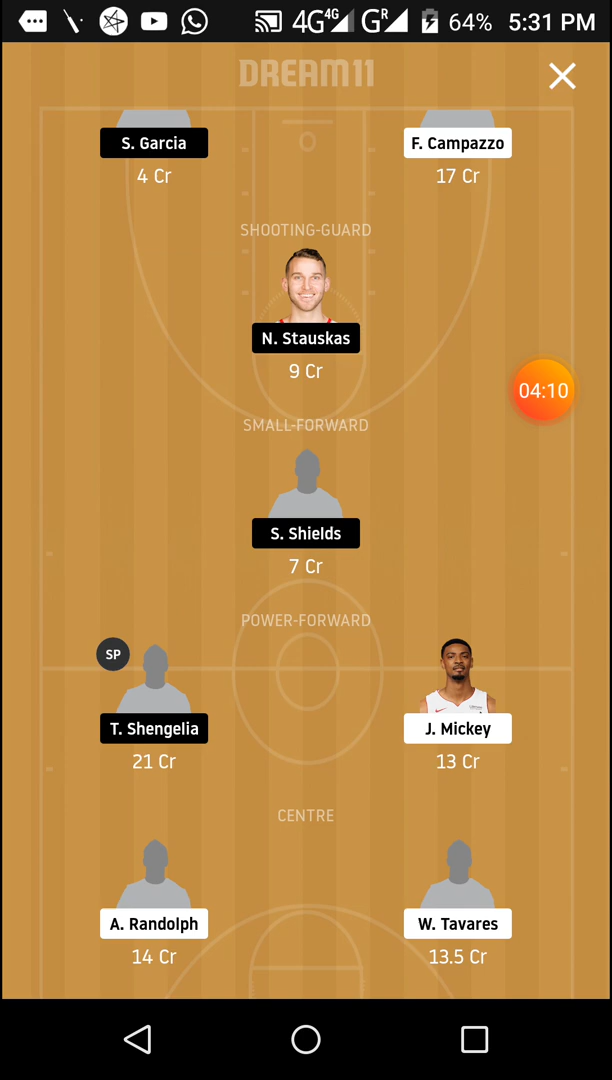 4G 4G GR 64% 5:31 PM
DREAM11
S. Garcia F. Campazzo
4 Cr 17 Cr
SHOOTING-GUARD
N. Stauskas
9 Cr
04:10
SMALL-FORWARD
S. Shields
7 Cr
POWER-FORWARD
SP
T. Shengelia J. Mickey
21 Cr 13 Cr
CENTRE
A. Randolph W. Tavares
14 Cr 13.5 Cr